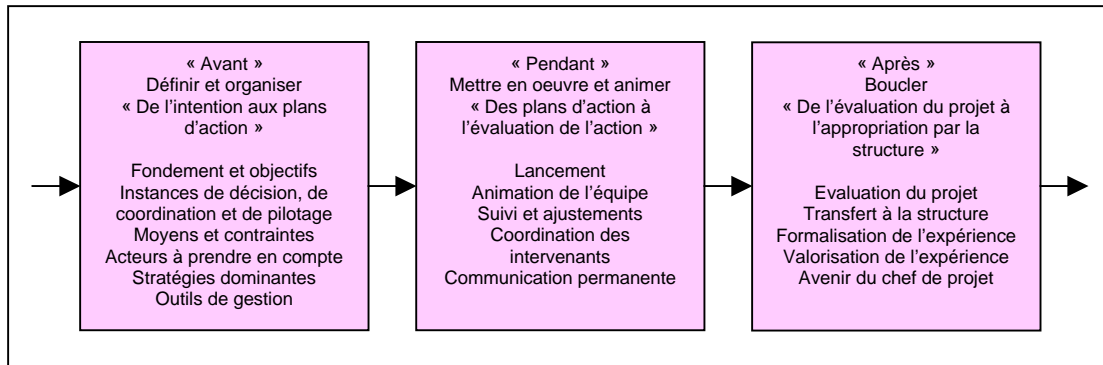 « Avant »
Définir et organiser
« De l’intention aux plans
d’action »
Fondement et objectifs
Instances de décision, de
coordination et de pilotage
Moyens et contraintes
Acteurs à prendre en compte
Stratégies dominantes
Outils de gestion
« Pendant »
Mettre en oeuvre et animer
« Des plans d’action à
l’évaluation de l’action »
Lancement
Animation de l’équipe
Suivi et ajustements
Coordination des
intervenants
Communication permanente
« Après »
Boucler
« De l’évaluation du projet à
l’appropriation par la
structure »
Evaluation du projet
Transfert à la structure
Formalisation de l’expérience
Valorisation de l’expérience
Avenir du chef de projet